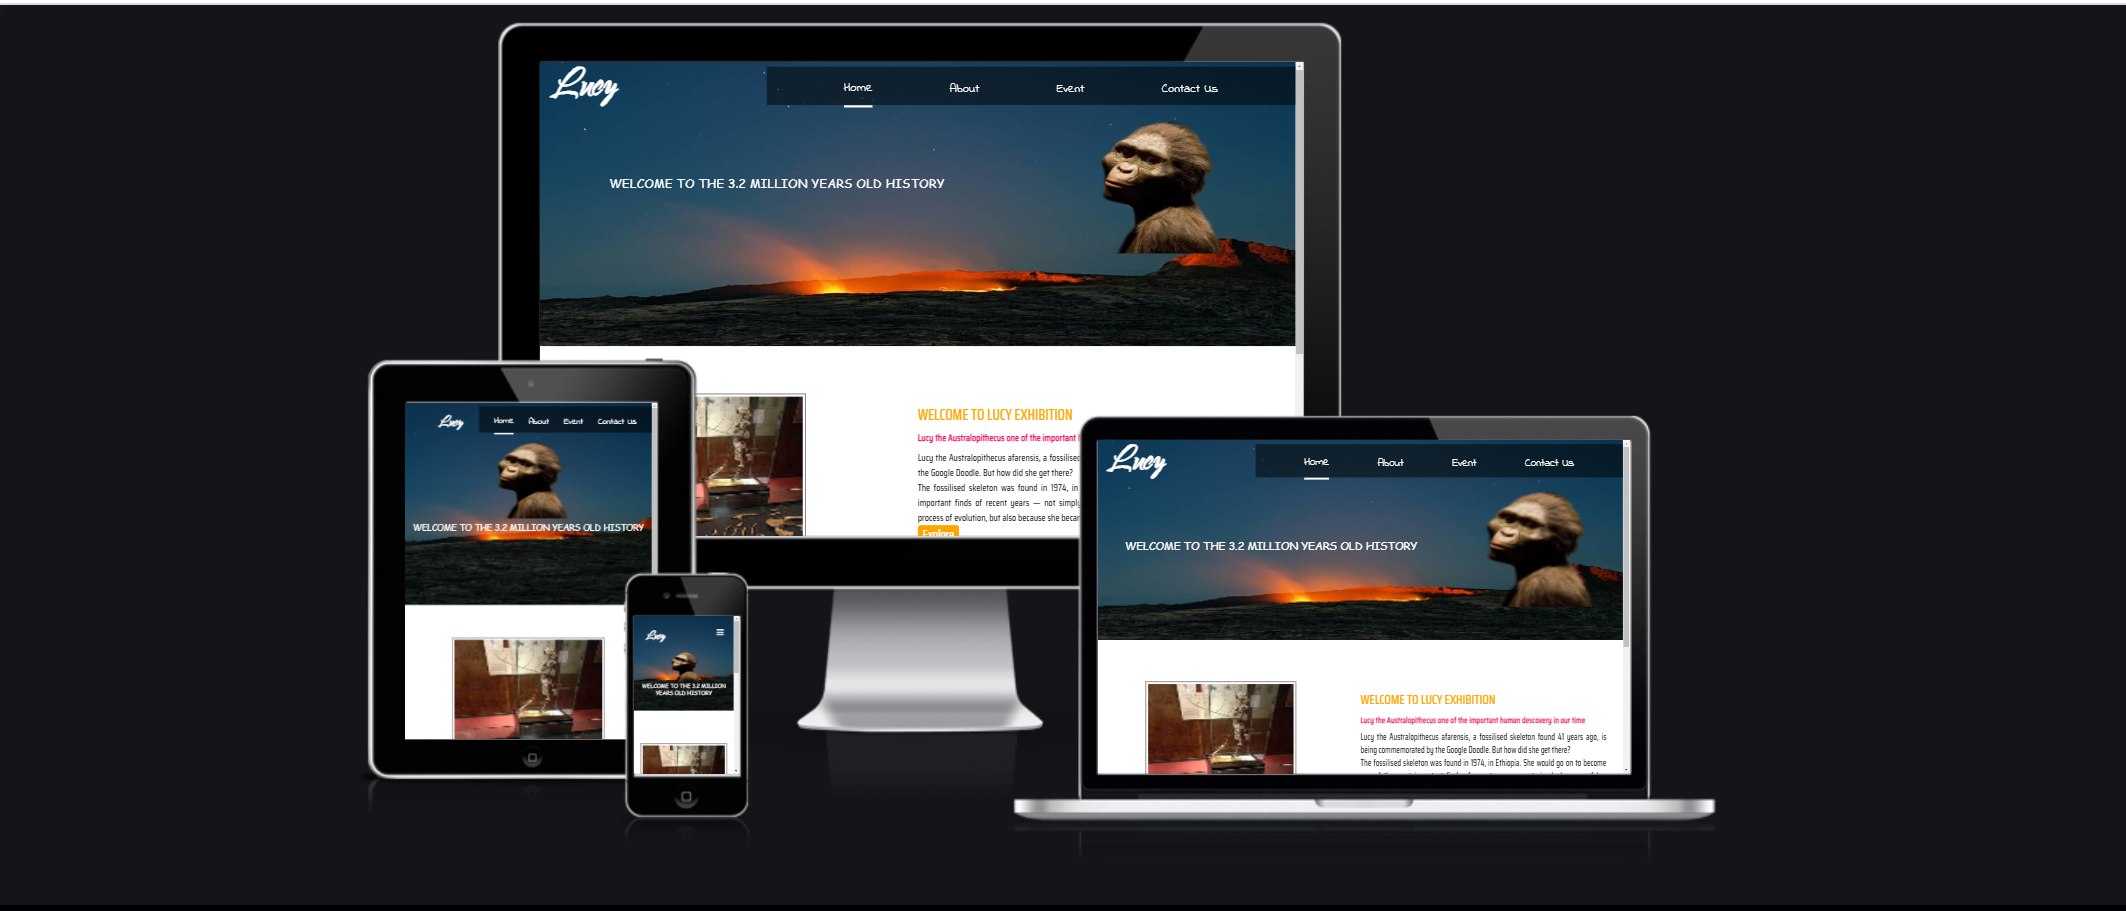 Lucy
Home About Event Contact Us
WELCOME TO THE 3.2 MILLION YEARS OLD HISTORY
WELCOME TO LUCY EXHIBITION
Lucy the Australopithecus one of the important
Lucy the Australopithecus afarensis, a fossilised
the Google Doodle. But how did she get there?
The fossilised skeleton was found in 1974, in
important finds of recent years — not simply
process of evolution, but also because she becar
Explore
Lucy
Home About Event Contact Us
WELCOME TO THE 3.2 MILLION YEARS OLD HISTORY
Lucy
WELCOME TO THE 3.2 MILLION
YEARS OLD HISTORY
Lucy
Home About Event Contact Us
WELCOME TO THE 3.2 MILLION YEARS OLD HISTORY
WELCOME TO LUCY EXHIBITION
Lucy the Australopithecus one of the important human descovery in our time
Lucy the Australopithecus afarensis, a fossilised skeleton found 41 years ago, is
being commemorated by the Google Doodle. But how did she get there?
The fossilised skeleton was found in 1974, in Ethiopia. She would go on to become